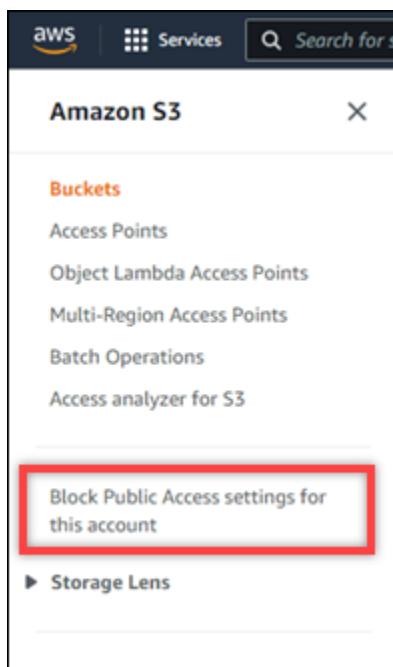 aws
Services
Search for s
Amazon S3
Buckets
Access Points
Object Lambda Access Points
Multi-Region Access Points
Batch Operations
Access analyzer for S3
Block Public Access settings for
this account
Storage Lens